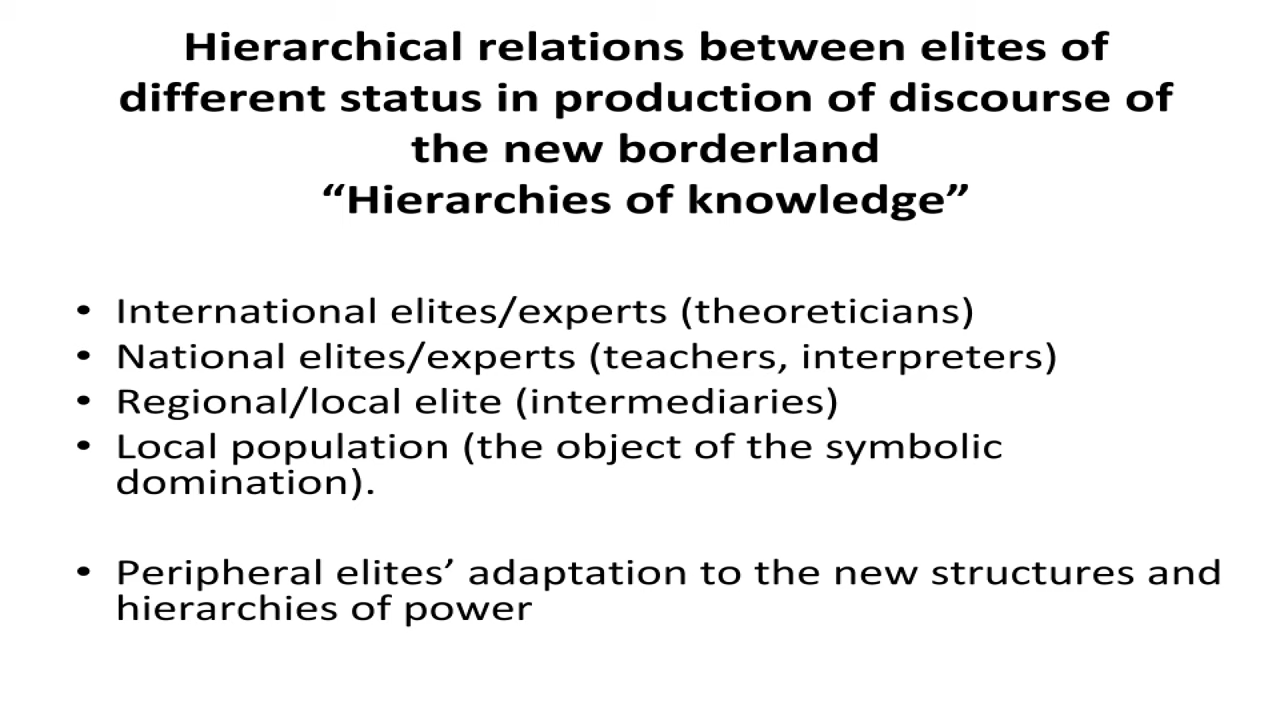 Hierarchical relations between elites of
different status in production of discourse of
the new borderland
“Hierarchies of knowledge”
• International elites/experts (theoreticians)
• National elites/experts (teachers, interpreters)
• Regional/local elite (intermediaries)
• Local population (the object of the symbolic
domination).
• Peripheral elites’ adaptation to the new structures and
hierarchies of power